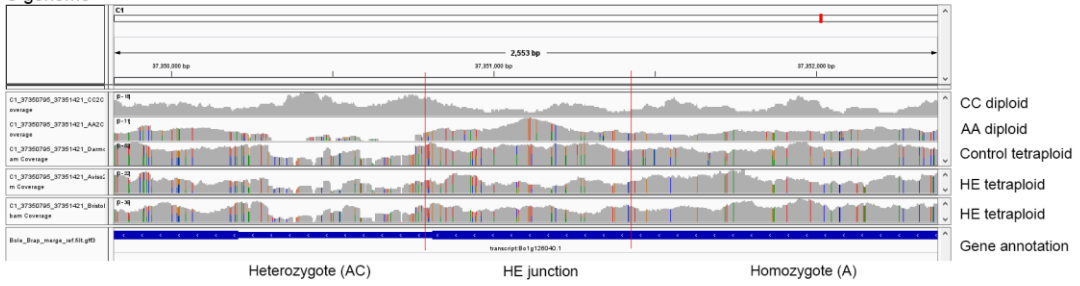 C1
2,553 bp
37,350,000 bp
37,351,000 bp
37,352,000 bp
C1_37350795_37351421_CC2C
overage
CC diploid
C1_37350795_37351421_AA2C
overage
AA diploid
C1_37350795_37351421_Darmo
am Coverage
Control tetraploid
C1_37350795_37351421_Aviso2
m Coverage
HE tetraploid
C1_37350795_37351421_Bristol
bam Coverage
HE tetraploid
Bole_Brap_merge_ref.filt.gff3
transcript:Bo1g126040.1
Gene annotation
Heterozygote (AC)
HE junction
Homozygote (A)